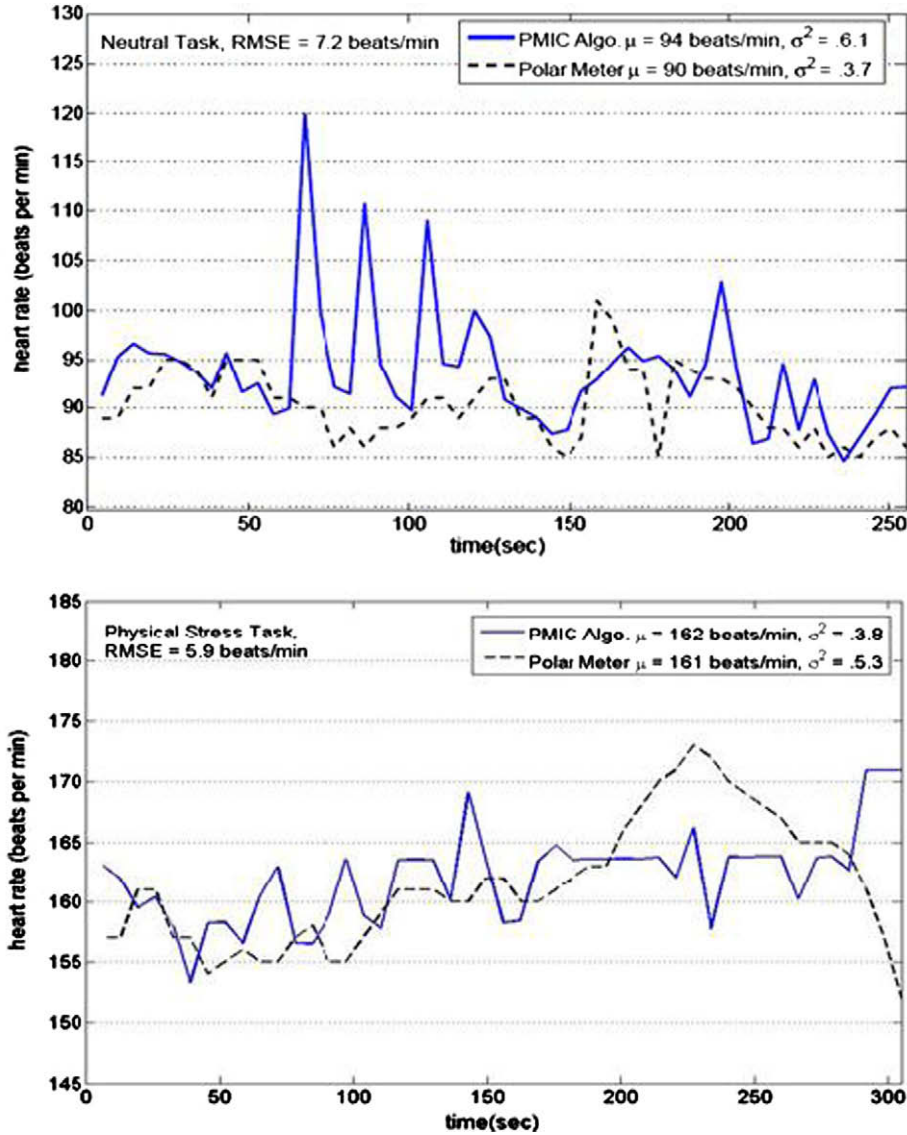 130
125
120
115
110
105
100
95
90
85
80
Neutral Task, RMSE = 7.2 beats/min
PMIC Algo. μ = 94 beats/min, σ² = .6.1
Polar Meter μ = 90 beats/min, σ² = .3.7
heart rate (beats per min)
0 50 100 150 200 250
time(sec)
185
180
175
170
165
160
155
150
145
Physical Stress Task,
RMSE = 5.9 beats/min
PMIC Algo. μ = 162 beats/min, σ² = .3.8
Polar Meter μ = 161 beats/min, σ² = .5.3
heart rate (beats per min)
0 50 100 150 200 250 300
time(sec)